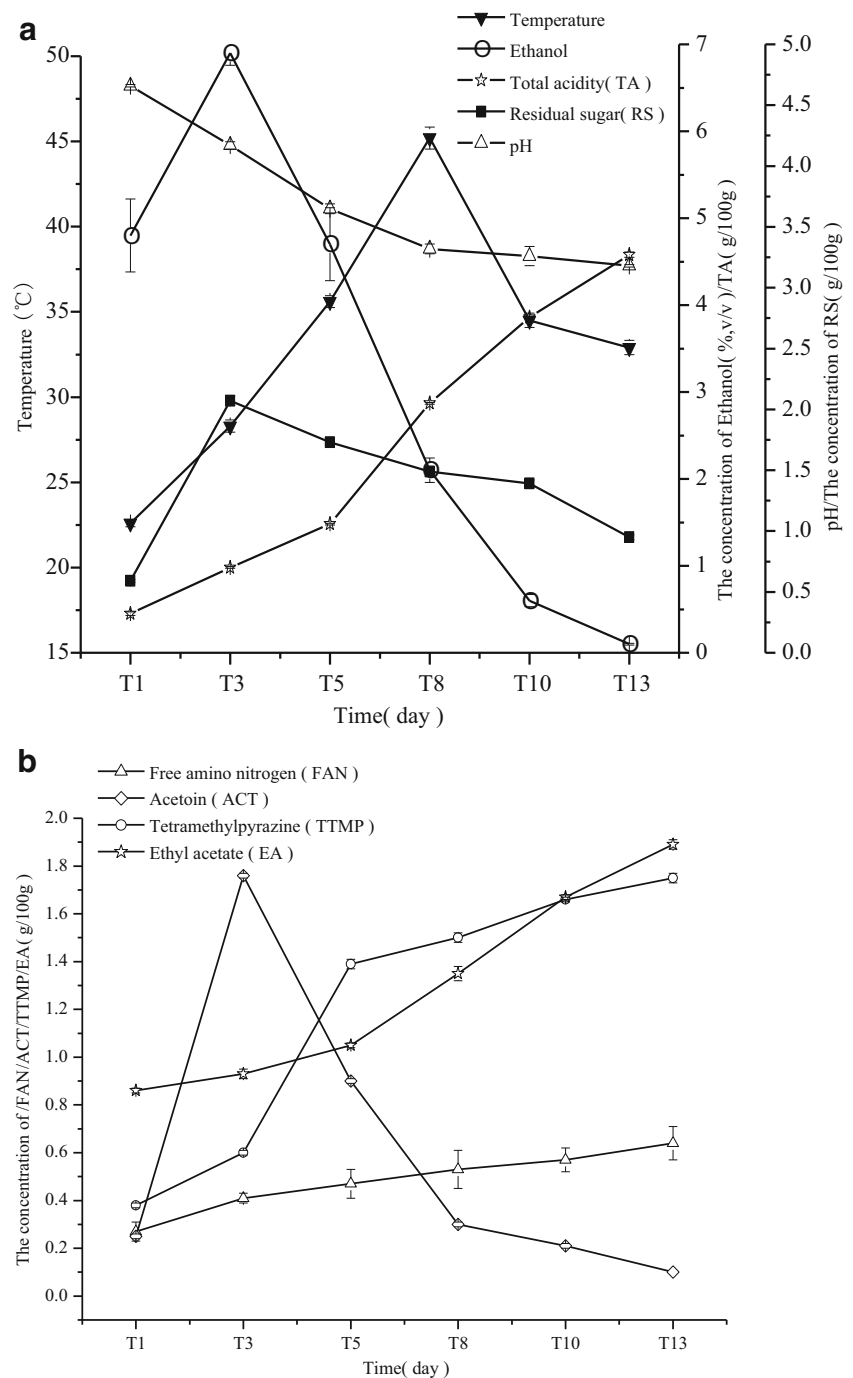 a
Temperature
Ethanol
Total acidity( TA )
Residual sugar( RS )
pH
50
45
40
35
30
25
20
15
Temperature（℃）
7
6
5
4
3
2
1
0
The concentration of Ethanol( %,v/v )/TA( g/100g )
5.0
4.5
4.0
3.5
3.0
2.5
2.0
1.5
1.0
0.5
0.0
pH/The concentration of RS( g/100g )
T1 T3 T5 T8 T10 T13
Time( day )
b
Free amino nitrogen ( FAN )
Acetoin ( ACT )
Tetramethylpyrazine ( TTMP )
Ethyl acetate ( EA )
2.0
1.8
1.6
1.4
1.2
1.0
0.8
0.6
0.4
0.2
0.0
The concentration of /FAN/ACT/TTMP/EA( g/100g )
T1 T3 T5 T8 T10 T13
Time( day )